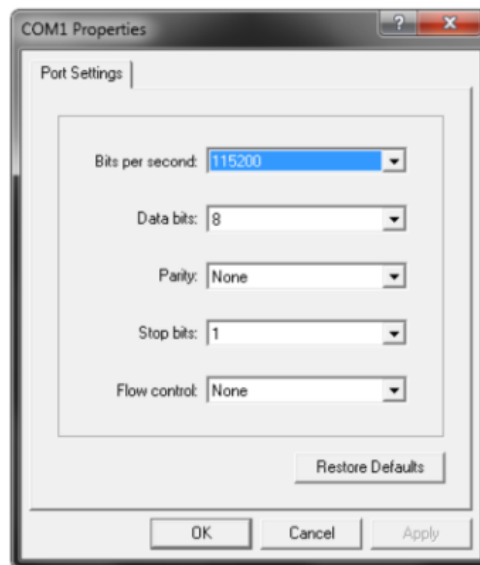 COM1 Properties
Port Settings
Bits per second: 115200
Data bits: 8
Parity: None
Stop bits: 1
Flow control: None
Restore Defaults
OK Cancel Apply